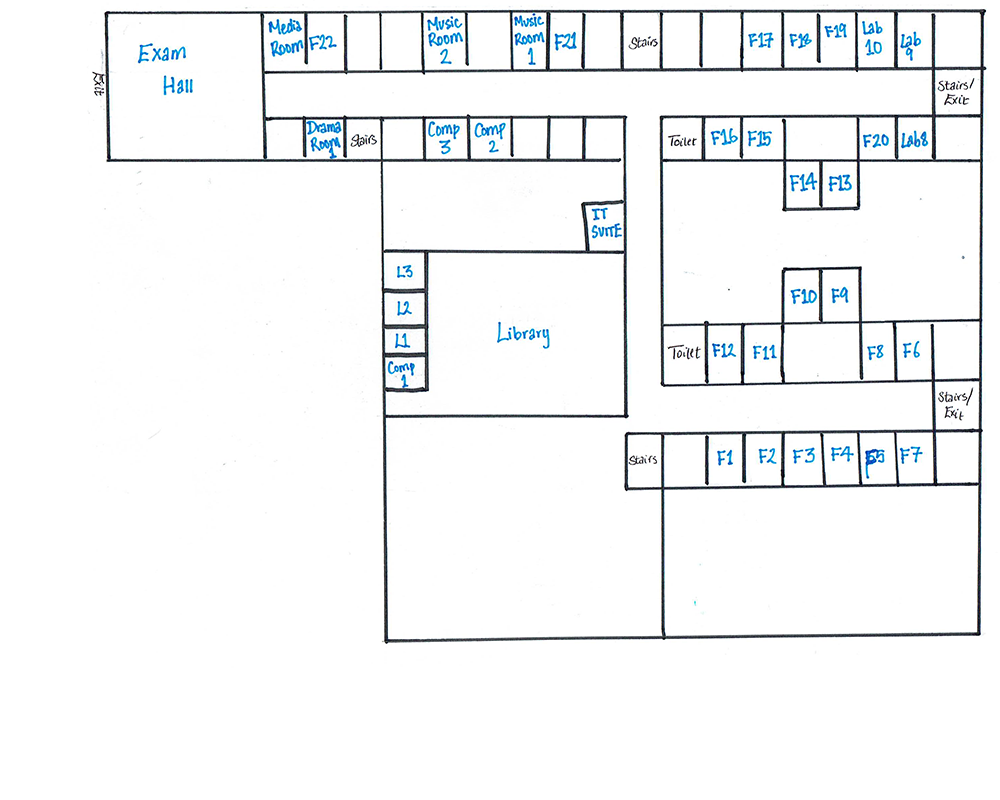 Exam
Hall
Media
Room
F22
Music
Room
2
Music
Room
1
F21
Stairs
F17
F18
F19
Lab
10
Lab
9
Stairs/
Exit
Drama
Room
1
Stairs
Comp
3
Comp
2
Toilet
F16
F15
F20
Lab8
F14
F13
IT
SUITE
L3
L2
L1
Comp
1
Library
F10
F9
Toilet
F12
F11
F8
F6
Stairs/
Exit
Stairs
F1
F2
F3
F4
F5
F7